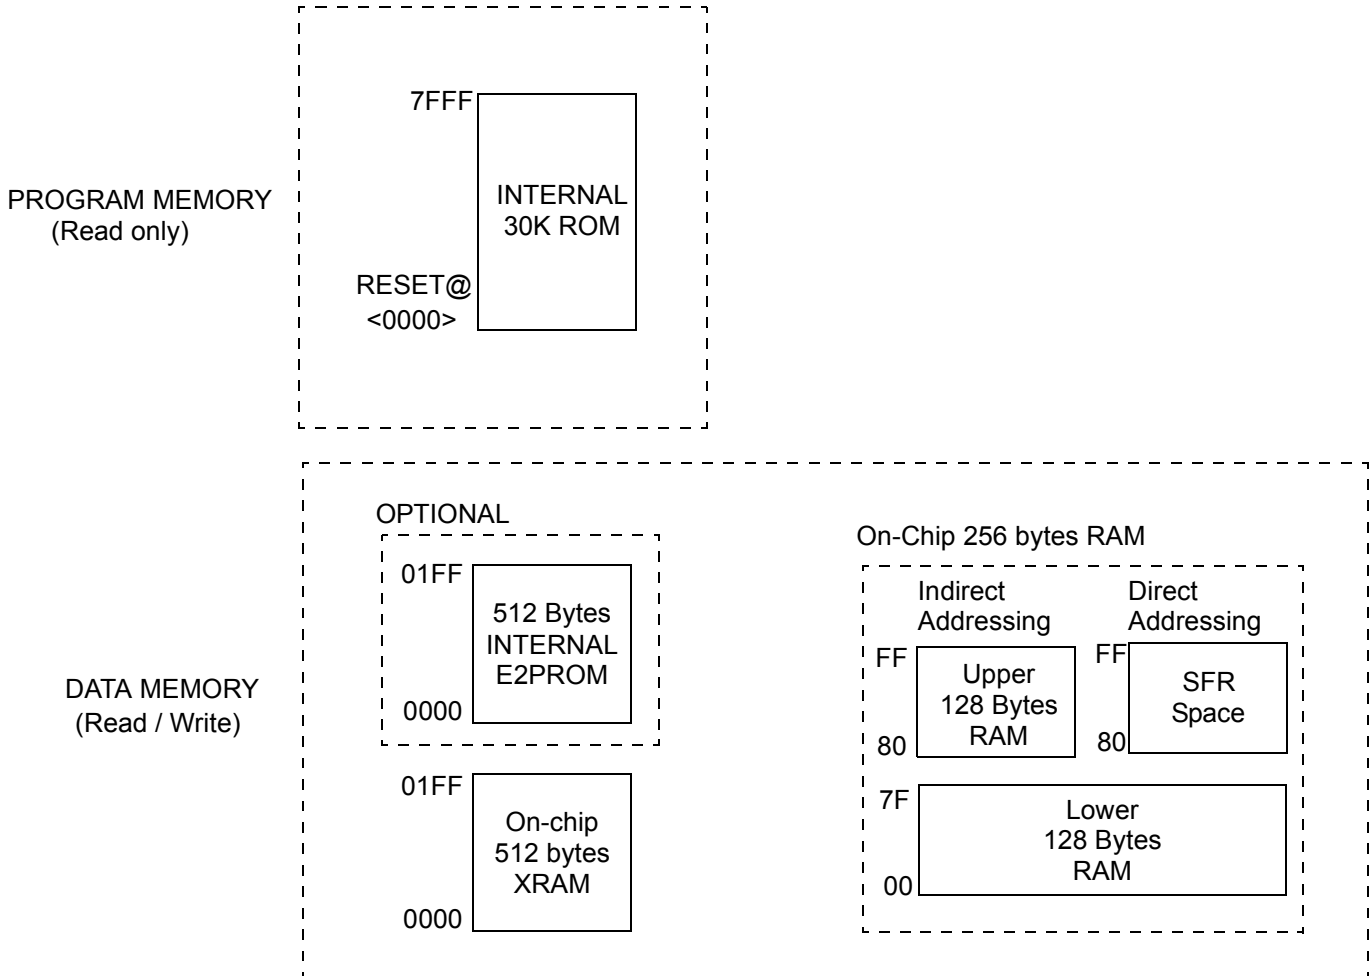 7FFF
INTERNAL
30K ROM
PROGRAM MEMORY
(Read only)
RESET@
<0000>
OPTIONAL
01FF
512 Bytes
INTERNAL
E2PROM
0000
DATA MEMORY
(Read / Write)
01FF
On-chip
512 bytes
XRAM
0000
On-Chip 256 bytes RAM
Indirect
Addressing
Direct
Addressing
FF
Upper
128 Bytes
RAM
80
FF
SFR
Space
80
7F
Lower
128 Bytes
RAM
00